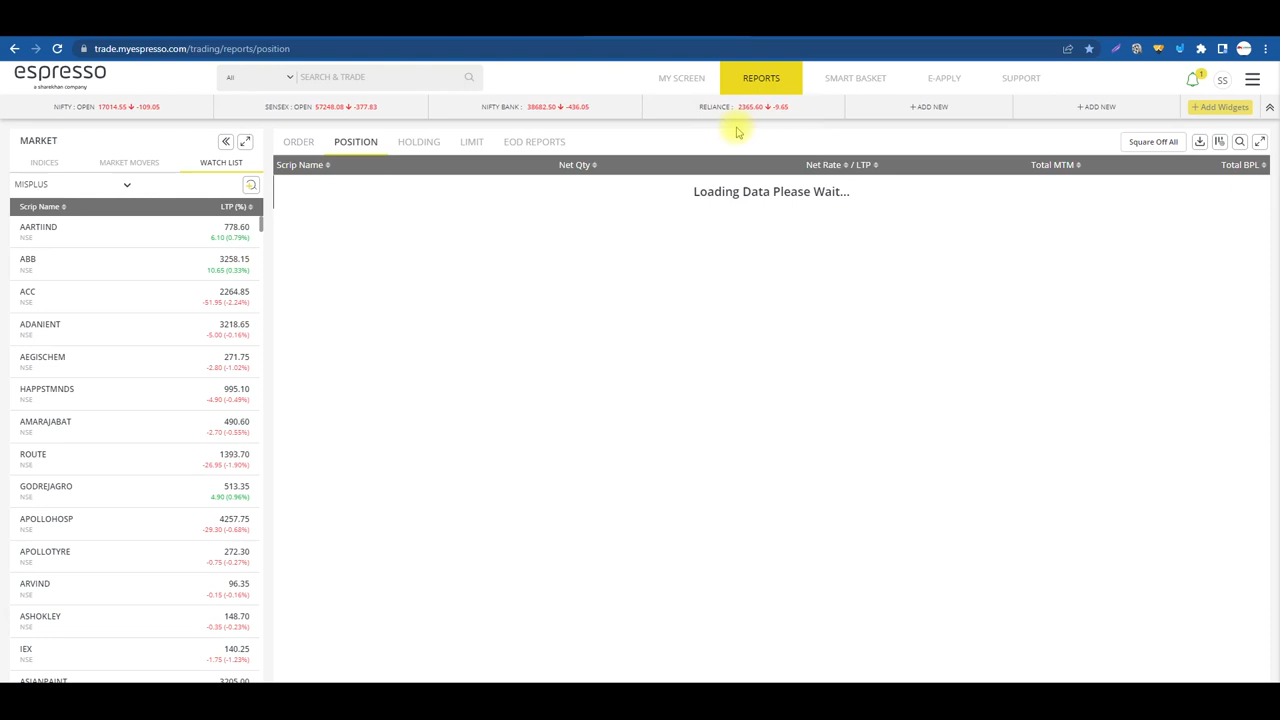 trade.myespresso.com/trading/reports/position
espresso
a sharekhan company
All
SEARCH & TRADE
MY SCREEN
REPORTS
SMART BASKET
E-APPLY
SUPPORT
1
SS
NIFTY : OPEN 17014.55 -109.05
SENSEX : OPEN 57248.08 -377.83
NIFTY BANK : 38682.50 -436.05
RELIANCE : 2365.60 -9.65
+ ADD NEW
+ ADD NEW
+ Add Widgets
MARKET
INDICES
MARKET MOVERS
WATCH LIST
MISPLUS
Scrip Name
LTP (%)
AARTIIND 778.60
NSE 6.10 (0.79%)
ABB 3258.15
NSE 10.65 (0.33%)
ACC 2264.85
NSE -51.95 (-2.24%)
ADANIENT 3218.65
NSE -5.00 (-0.16%)
AEGISCHEM 271.75
NSE -2.80 (-1.02%)
HAPPSTMNDS 995.10
NSE -4.90 (-0.49%)
AMARAJABAT 490.60
NSE -2.70 (-0.55%)
ROUTE 1393.70
NSE -26.95 (-1.90%)
GODREJAGRO 513.35
NSE 4.90 (0.96%)
APOLLOHOSP 4257.75
NSE -29.30 (-0.68%)
APOLLOTYRE 272.30
NSE -0.75 (-0.27%)
ARVIND 96.35
NSE -0.15 (-0.16%)
ASHOKLEY 148.70
NSE -0.35 (-0.23%)
IEX 140.25
NSE -1.75 (-1.23%)
ASIANPAINT 3205.00
ORDER
POSITION
HOLDING
LIMIT
EOD REPORTS
Square Off All
Scrip Name
Net Qty
Net Rate / LTP
Total MTM
Total BPL
Loading Data Please Wait...